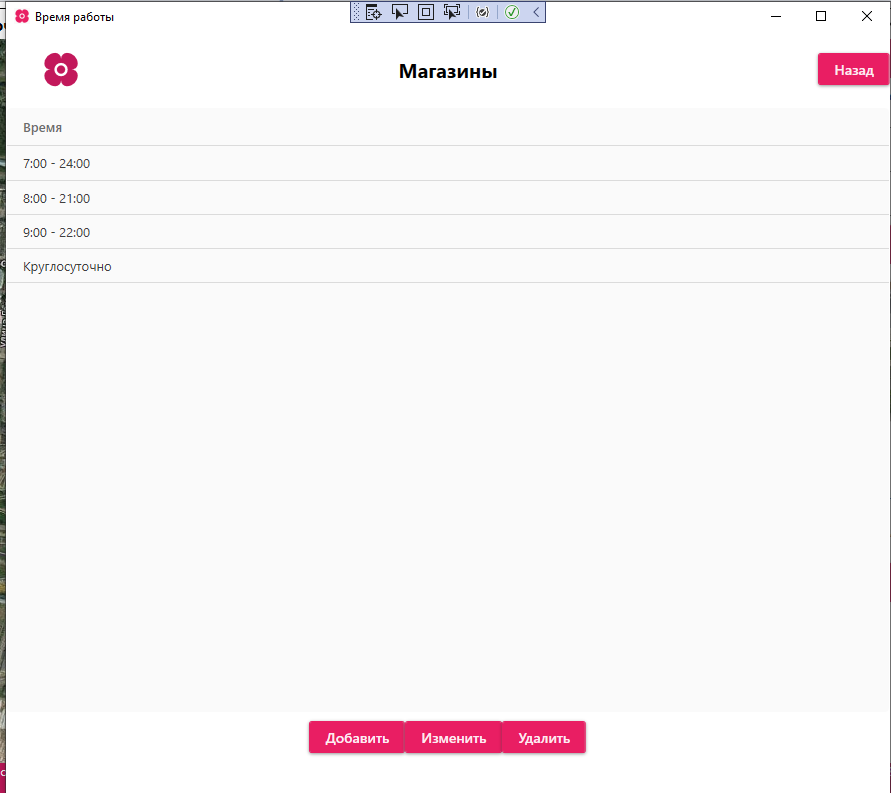 Время работы
Магазины
Назад
Время
7:00 - 24:00
8:00 - 21:00
9:00 - 22:00
Круглосуточно
Добавить
Изменить
Удалить